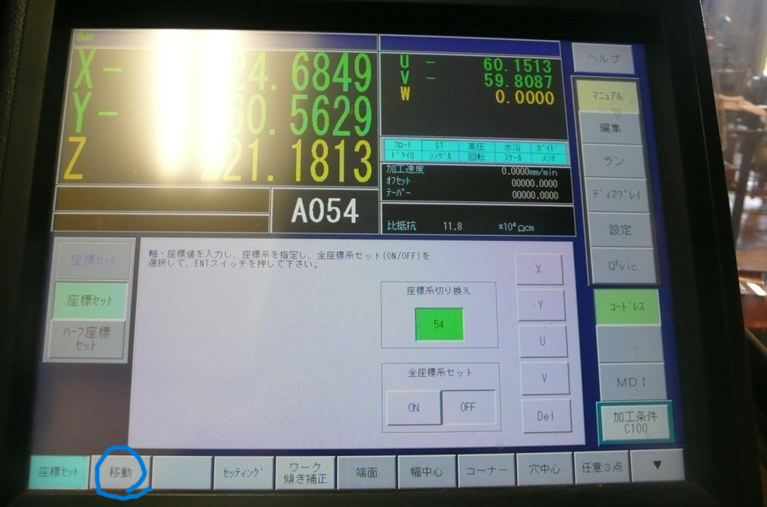 X-  24.6849
Y-  60.5629
Z  221.1813
U - 60.1513
V - 59.8087
W 0.0000
フロート ST 高圧 水浴 ガイド
ドライロ シングル 回転 スケール メンテ
加工速度 0.0000mm/min
オフセット 00000.0000
テーパー 00000.0000
A054
比抵抗 11.8 *10⁴Ωcm
ヘルプ
マニュアル
編集
ラン
ディスプレイ
設定
Q³vic
コードレス
MDI
加工条件
C100
座標セット
座標セット
ハーフ座標
セット
軸・座標値を入力し、座標系を指定し、全座標系セット(ON/OFF)を
選択して、ENTスイッチを押して下さい。
座標系切り換え
54
全座標系セット
ON OFF
X
Y
U
V
Del
座標セット 移動 セッティング ワーク
傾き補正 端面 幅中心 コーナー 穴中心 任意3点 ▼